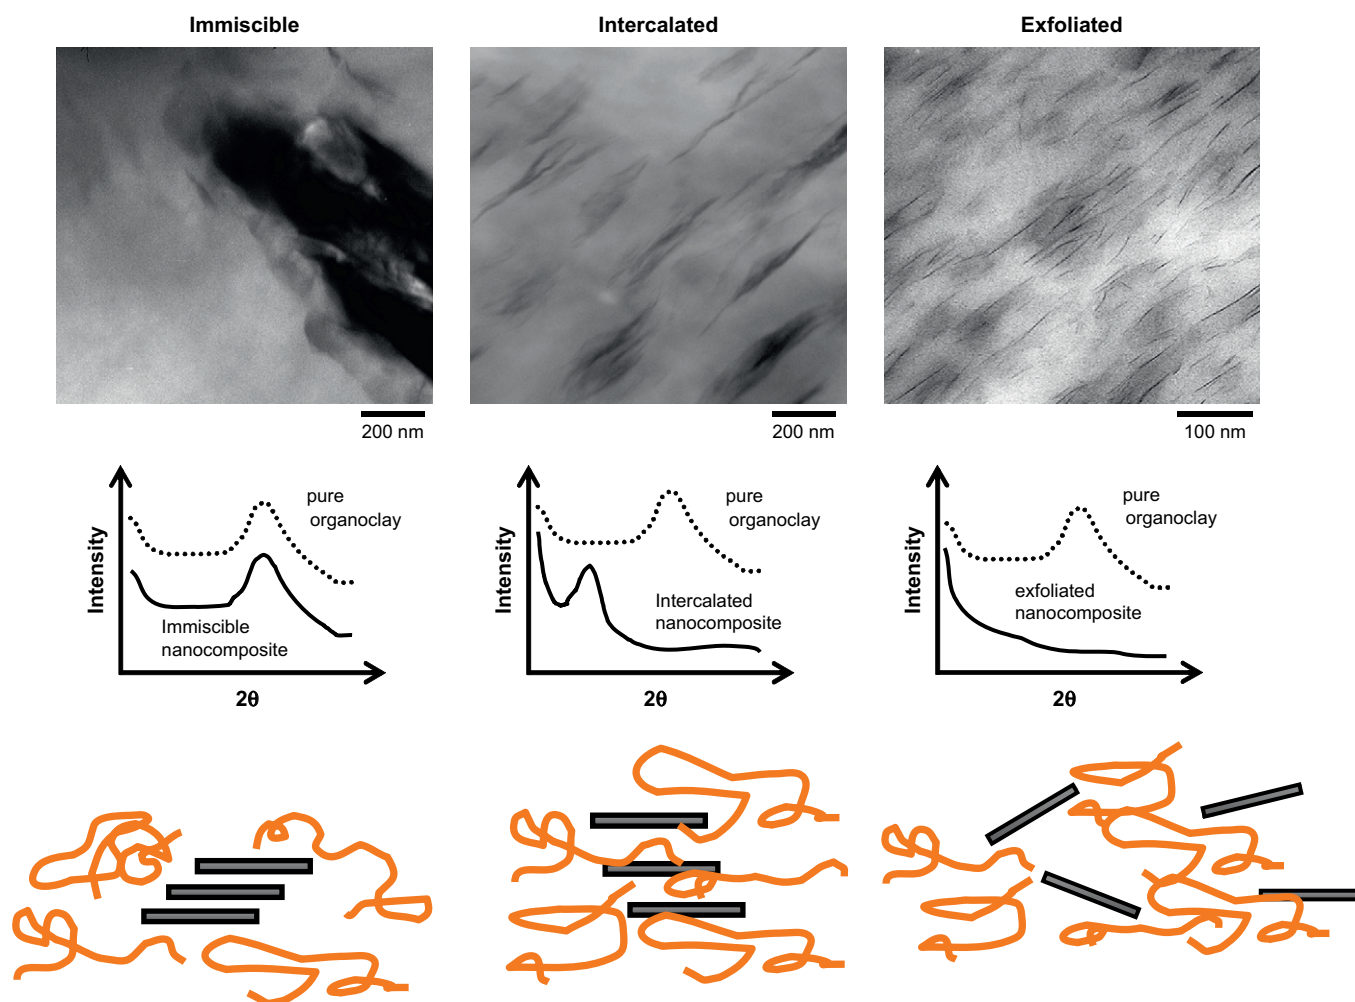 Immiscible
Intercalated
Exfoliated
200 nm
200 nm
100 nm
Intensity
pure
organoclay
Immiscible
nanocomposite
2θ
Intensity
pure
organoclay
Intercalated
nanocomposite
2θ
Intensity
pure
organoclay
exfoliated
nanocomposite
2θ